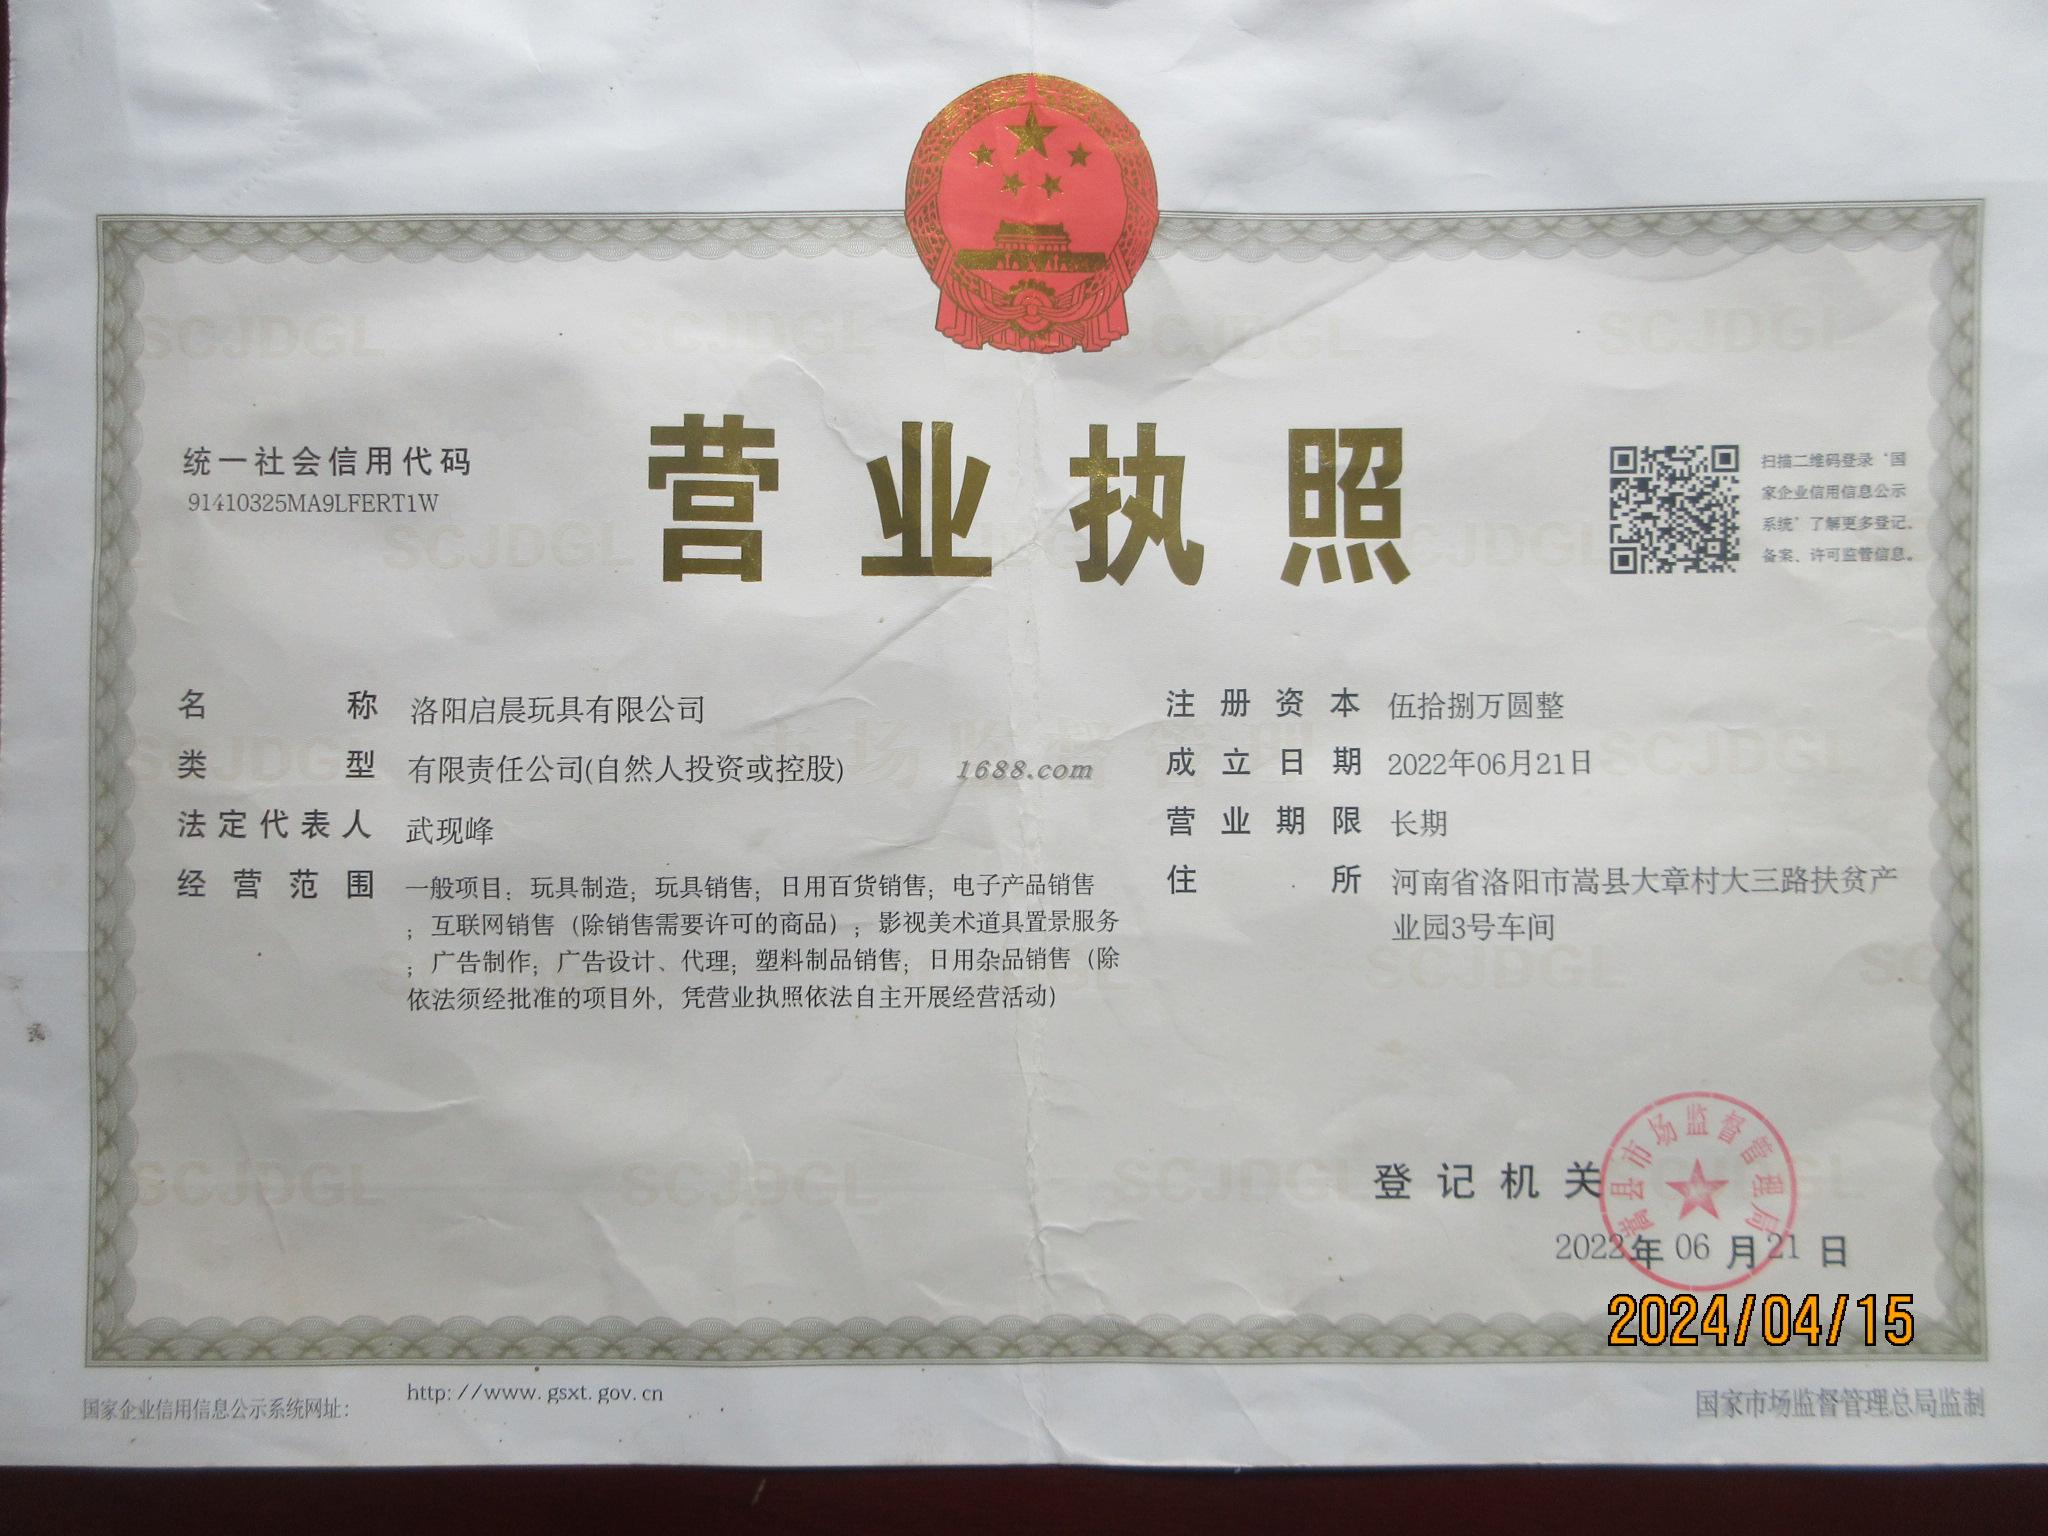 营业执照
统一社会信用代码
91410325MA9LFERT1W
扫描二维码登录‘国
家企业信用信息公示
系统’了解更多登记、
备案、许可监管信息。
名称 洛阳启晨玩具有限公司
类型 有限责任公司(自然人投资或控股)
法定代表人 武现峰
经营范围 一般项目：玩具制造；玩具销售；日用百货销售；电子产品销售
；互联网销售（除销售需要许可的商品）；影视美术道具置景服务
；广告制作；广告设计、代理；塑料制品销售；日用杂品销售（除
依法须经批准的项目外，凭营业执照依法自主开展经营活动）
注册资本 伍拾捌万圆整
成立日期 2022年06月21日
营业期限 长期
住所 河南省洛阳市嵩县大章村大三路扶贫产
业园3号车间
1688.com
登记机关
嵩县市场监督管理局
2022年06月21日
2024/04/15
国家企业信用信息公示系统网址： http://www.gsxt.gov.cn
国家市场监督管理总局监制
SCJDGL